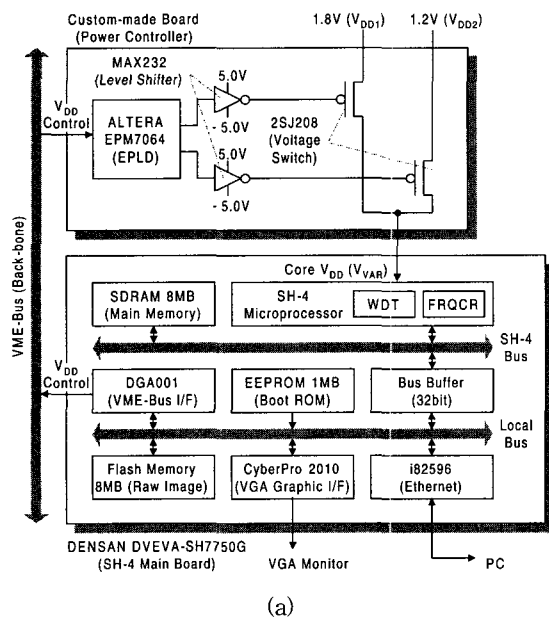 Custom-made Board
(Power Controller)
1.8V (VDD1)
1.2V (VDD2)
MAX232
(Level Shifter)
5.0V
- 5.0V
VDD
Control
ALTERA
EPM7064
(EPLD)
2SJ208
(Voltage
Switch)
5.0V
- 5.0V
VME-Bus (Back-bone)
Core VDD (VVAR)
SDRAM 8MB
(Main Memory)
SH-4
Microprocessor
WDT
FRQCR
SH-4
Bus
VDD
Control
DGA001
(VME-Bus I/F)
EEPROM 1MB
(Boot ROM)
Bus Buffer
(32bit)
Local
Bus
Flash Memory
8MB (Raw Image)
CyberPro 2010
(VGA Graphic I/F)
i82596
(Ethernet)
DENSAN DVEVA-SH7750G
(SH-4 Main Board)
VGA Monitor
PC
(a)